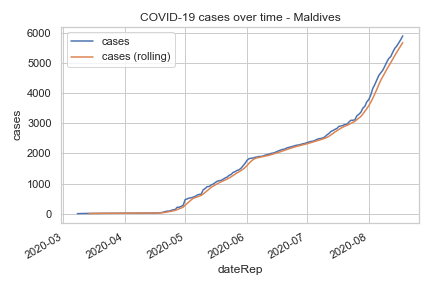 COVID-19 cases over time - Maldives
cases
cases (rolling)
6000
5000
4000
3000
2000
1000
0
cases
2020-03
2020-04
2020-05
2020-06
2020-07
2020-08
dateRep